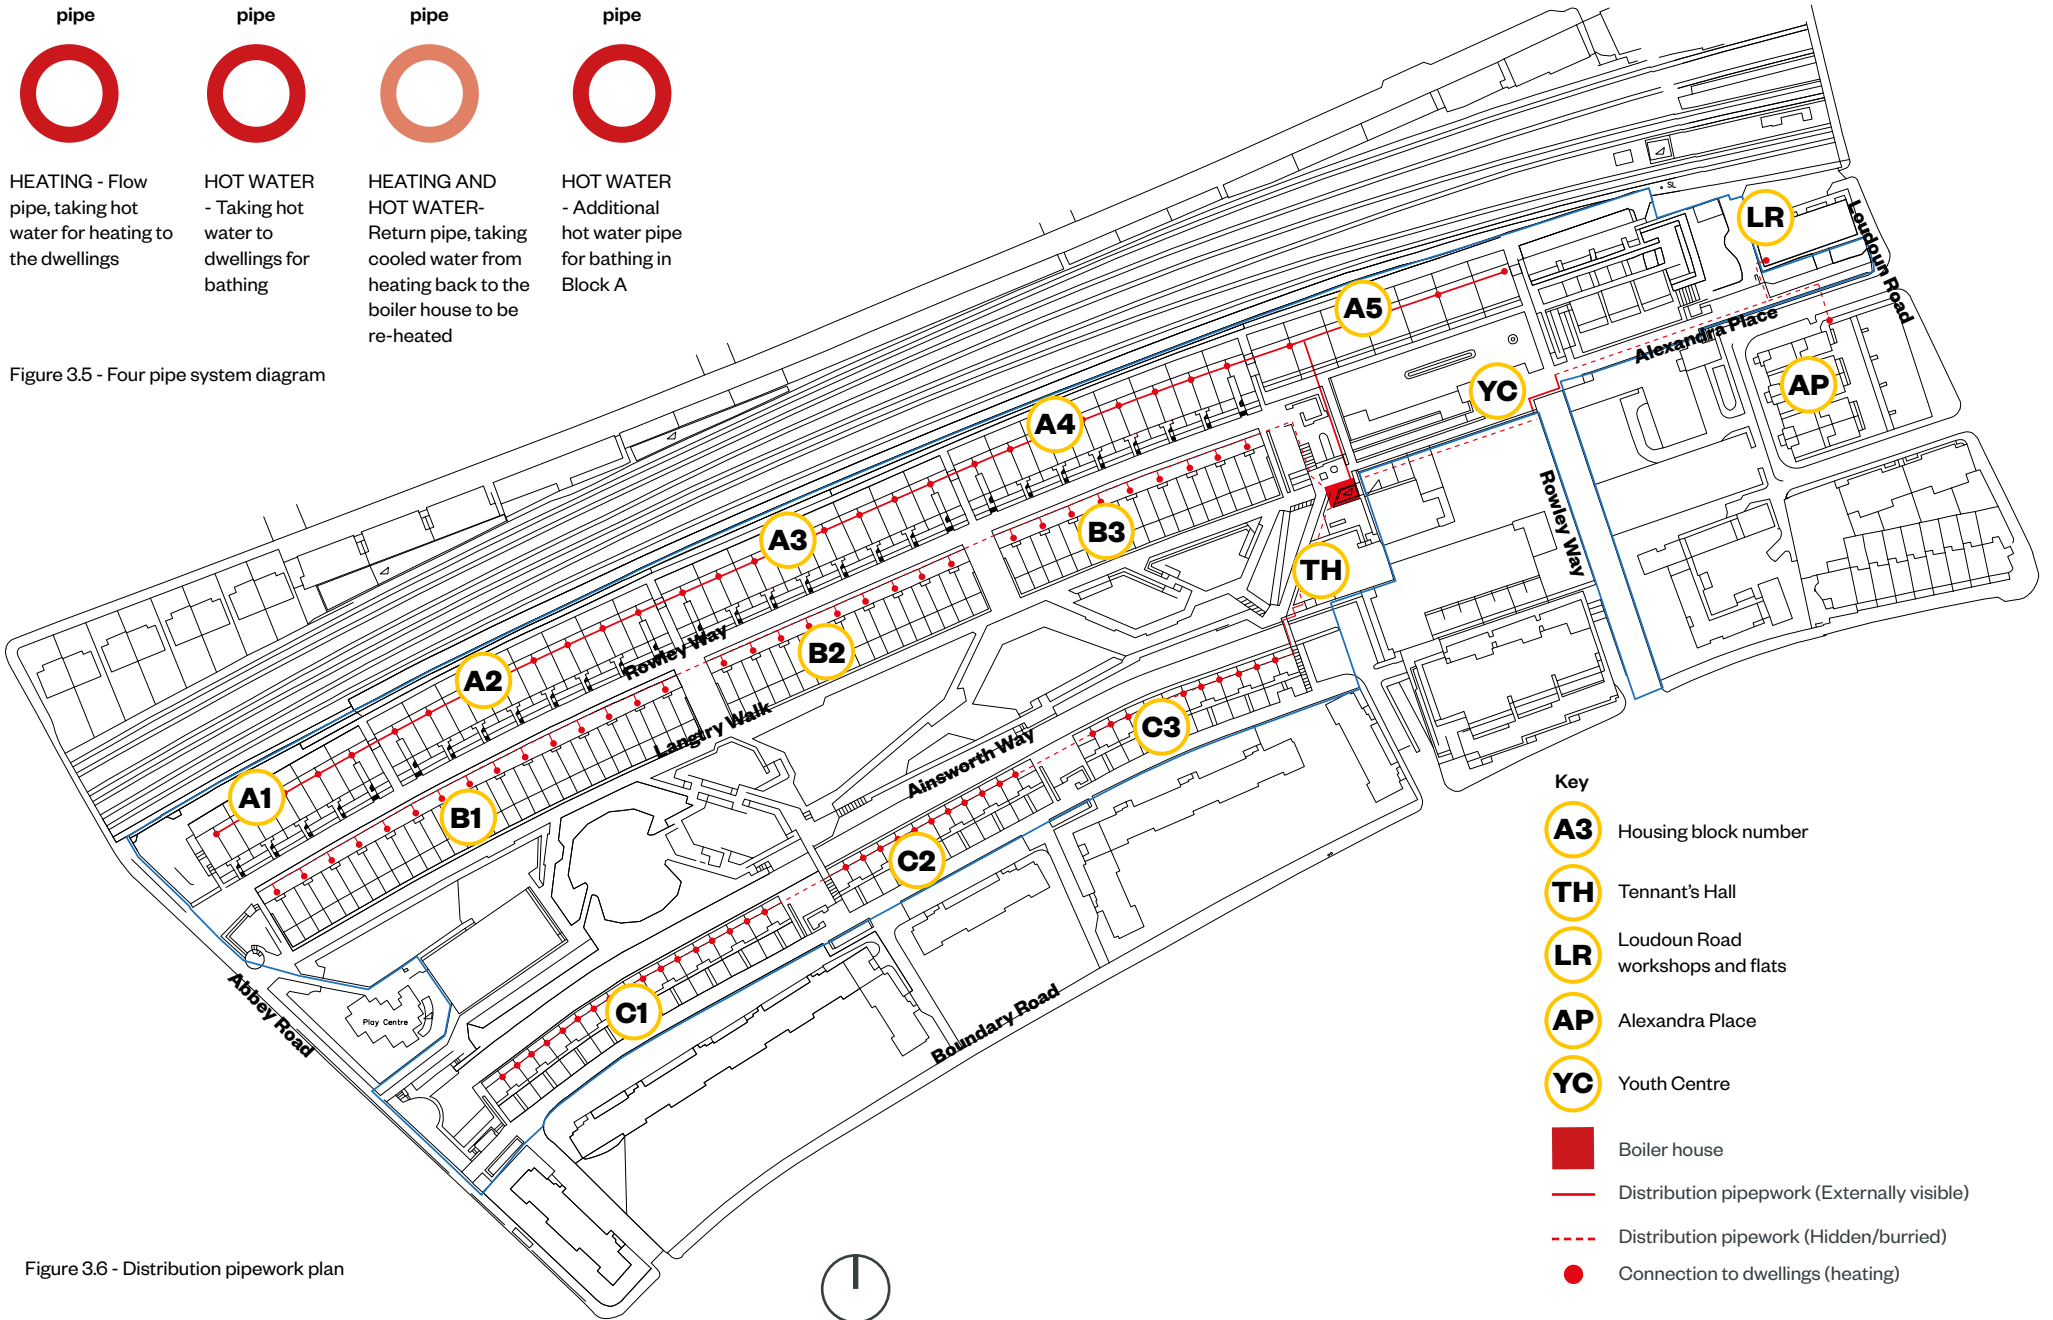 pipe
pipe
pipe
pipe
HEATING - Flow
pipe, taking hot
water for heating to
the dwellings
HOT WATER
- Taking hot
water to
dwellings for
bathing
HEATING AND
HOT WATER-
Return pipe, taking
cooled water from
heating back to the
boiler house to be
re-heated
HOT WATER
- Additional
hot water pipe
for bathing in
Block A
Figure 3.5 - Four pipe system diagram
SL
LR
Loudoun Road
A5
Alexandra Place
YC
AP
A4
A3
B3
Rowley Way
TH
Rowley Way
B2
A2
Langtry Walk
C3
Ainsworth Way
A1
B1
C2
Abbey Road
Play Centre
C1
Boundary Road
Key
A3
Housing block number
TH
Tennant's Hall
LR
Loudoun Road
workshops and flats
AP
Alexandra Place
YC
Youth Centre
Boiler house
Distribution pipepwork (Externally visible)
Distribution pipework (Hidden/burried)
Connection to dwellings (heating)
Figure 3.6 - Distribution pipework plan